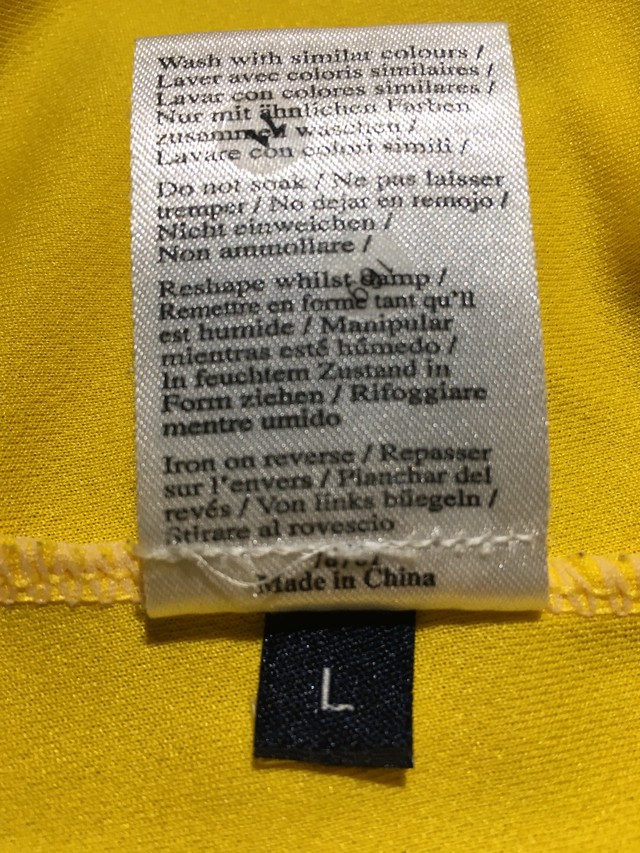 Wash with similar colours /
Laver avec coloris similaires /
Lavar con colores similares /
Nur mit ähnlichen Farben
zusammen waschen /
Lavare con colori simili /
Do not soak / Ne pas laisser
tremper / No dejar en remojo /
Nicht einweichen /
Non ammollare /
Reshape whilst damp /
Remettre en forme tant qu'il
est humide / Manipular
mientras esté húmedo /
In feuchtem Zustand in
Form ziehen / Rifoggiare
mentre umido
Iron on reverse / Repasser
sur l'envers / Planchar del
revés / Von links büegeln /
Stirare al rovescio
Made in China
L